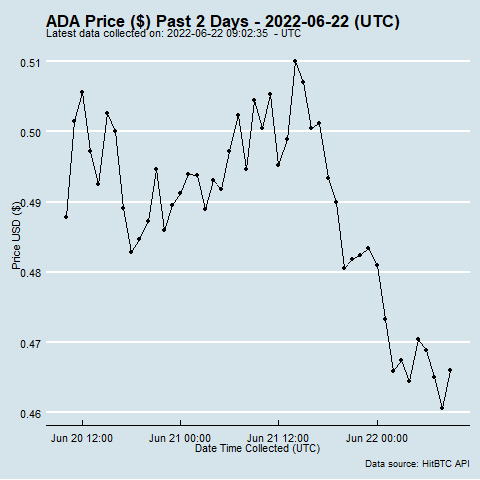 ADA Price ($) Past 2 Days - 2022-06-22 (UTC)
Latest data collected on: 2022-06-22 09:02:35 - UTC
0.51
0.50
0.49
0.48
0.47
0.46
Price USD ($)
Jun 20 12:00
Jun 21 00:00
Jun 21 12:00
Jun 22 00:00
Date Time Collected (UTC)
Data source: HitBTC API